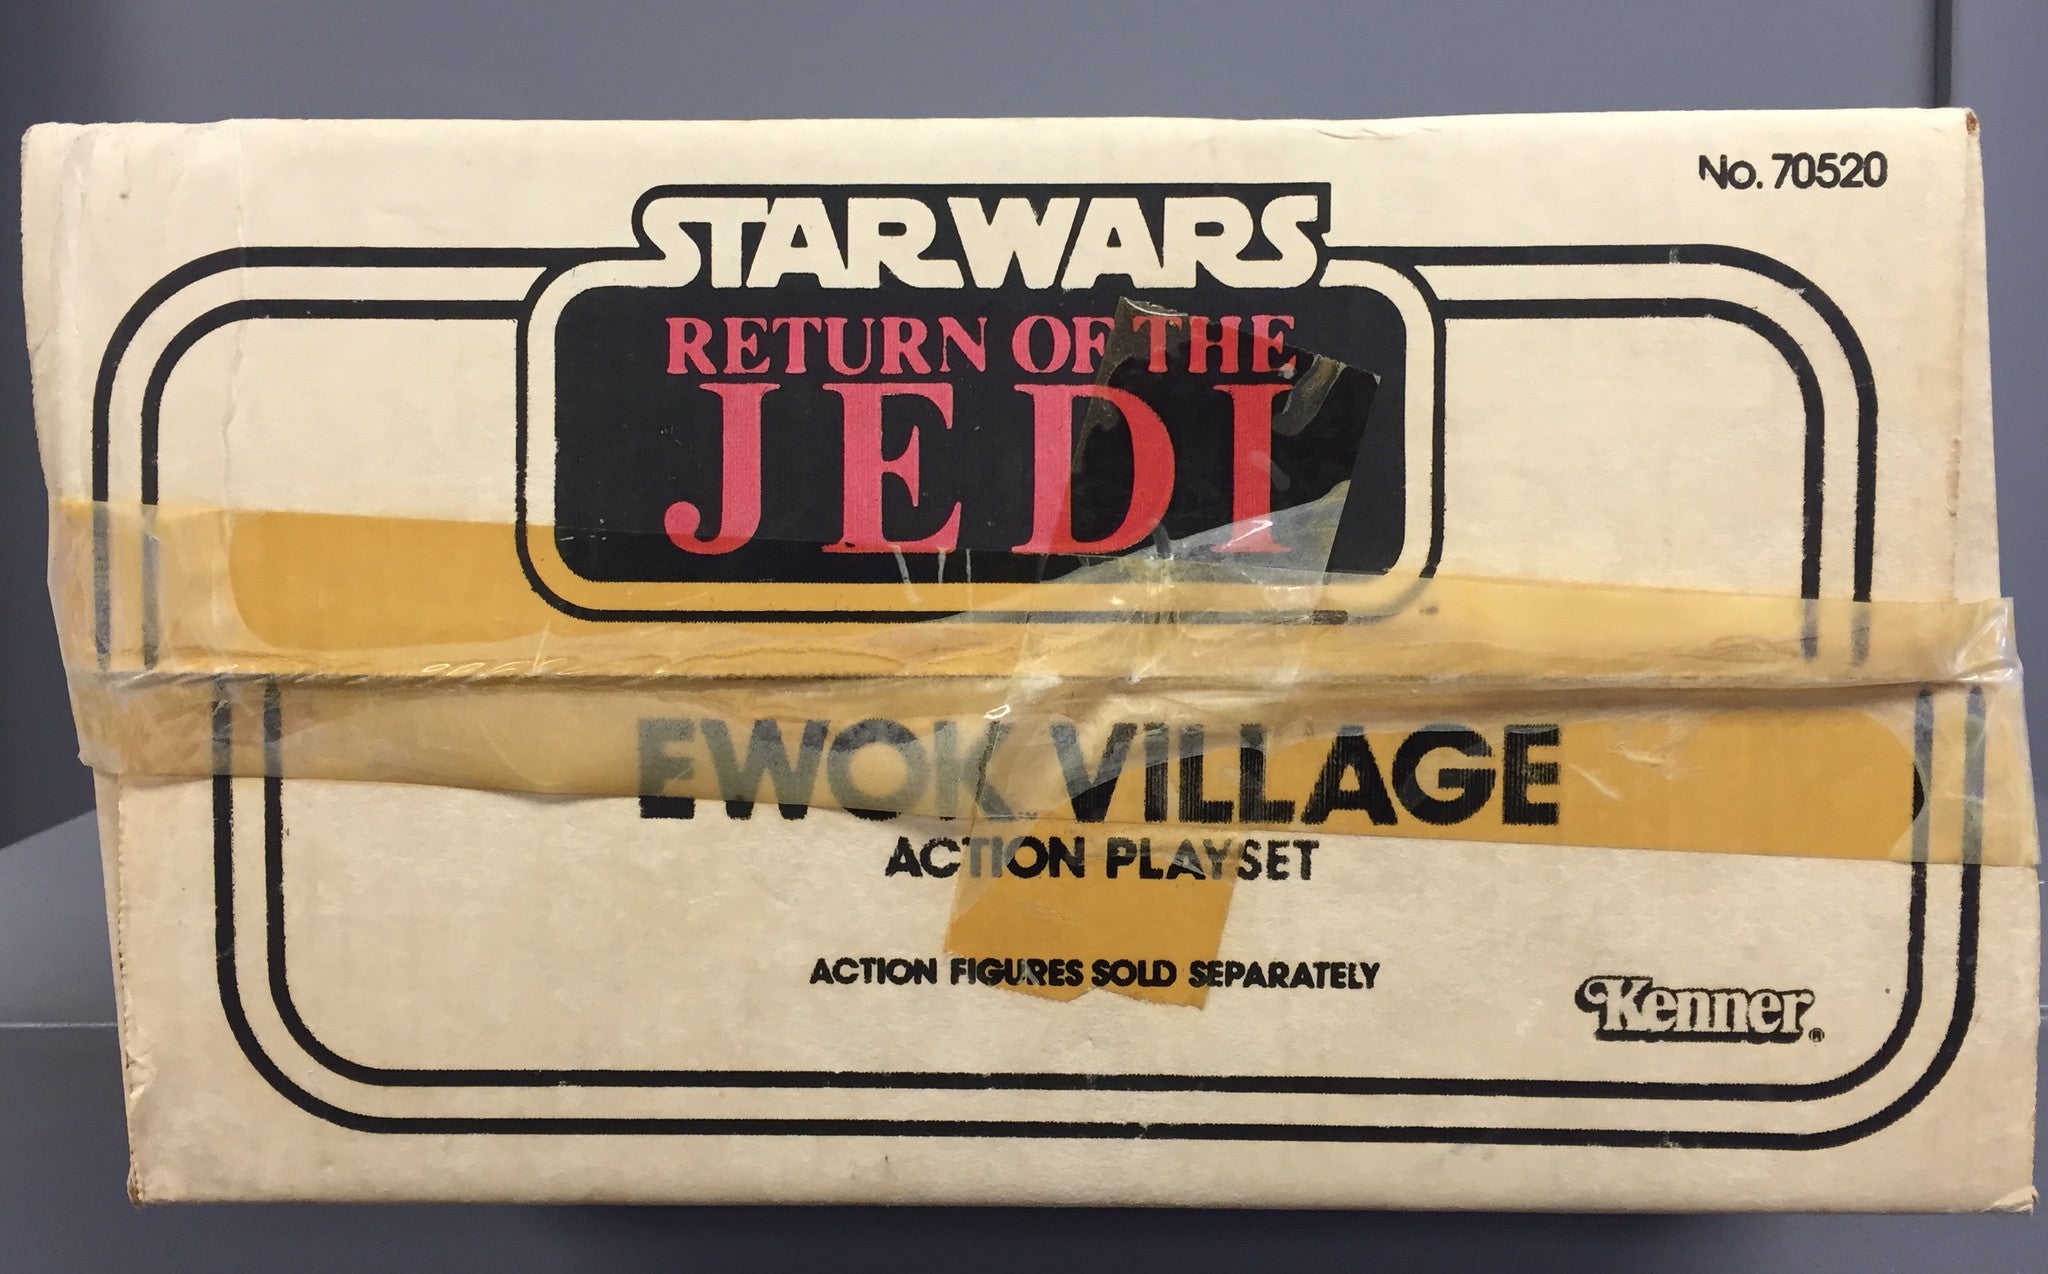 No. 70520
STAR WARS
RETURN OF THE
JEDI
EWOK VILLAGE
ACTION PLAYSET
ACTION FIGURES SOLD SEPARATELY
Kenner®